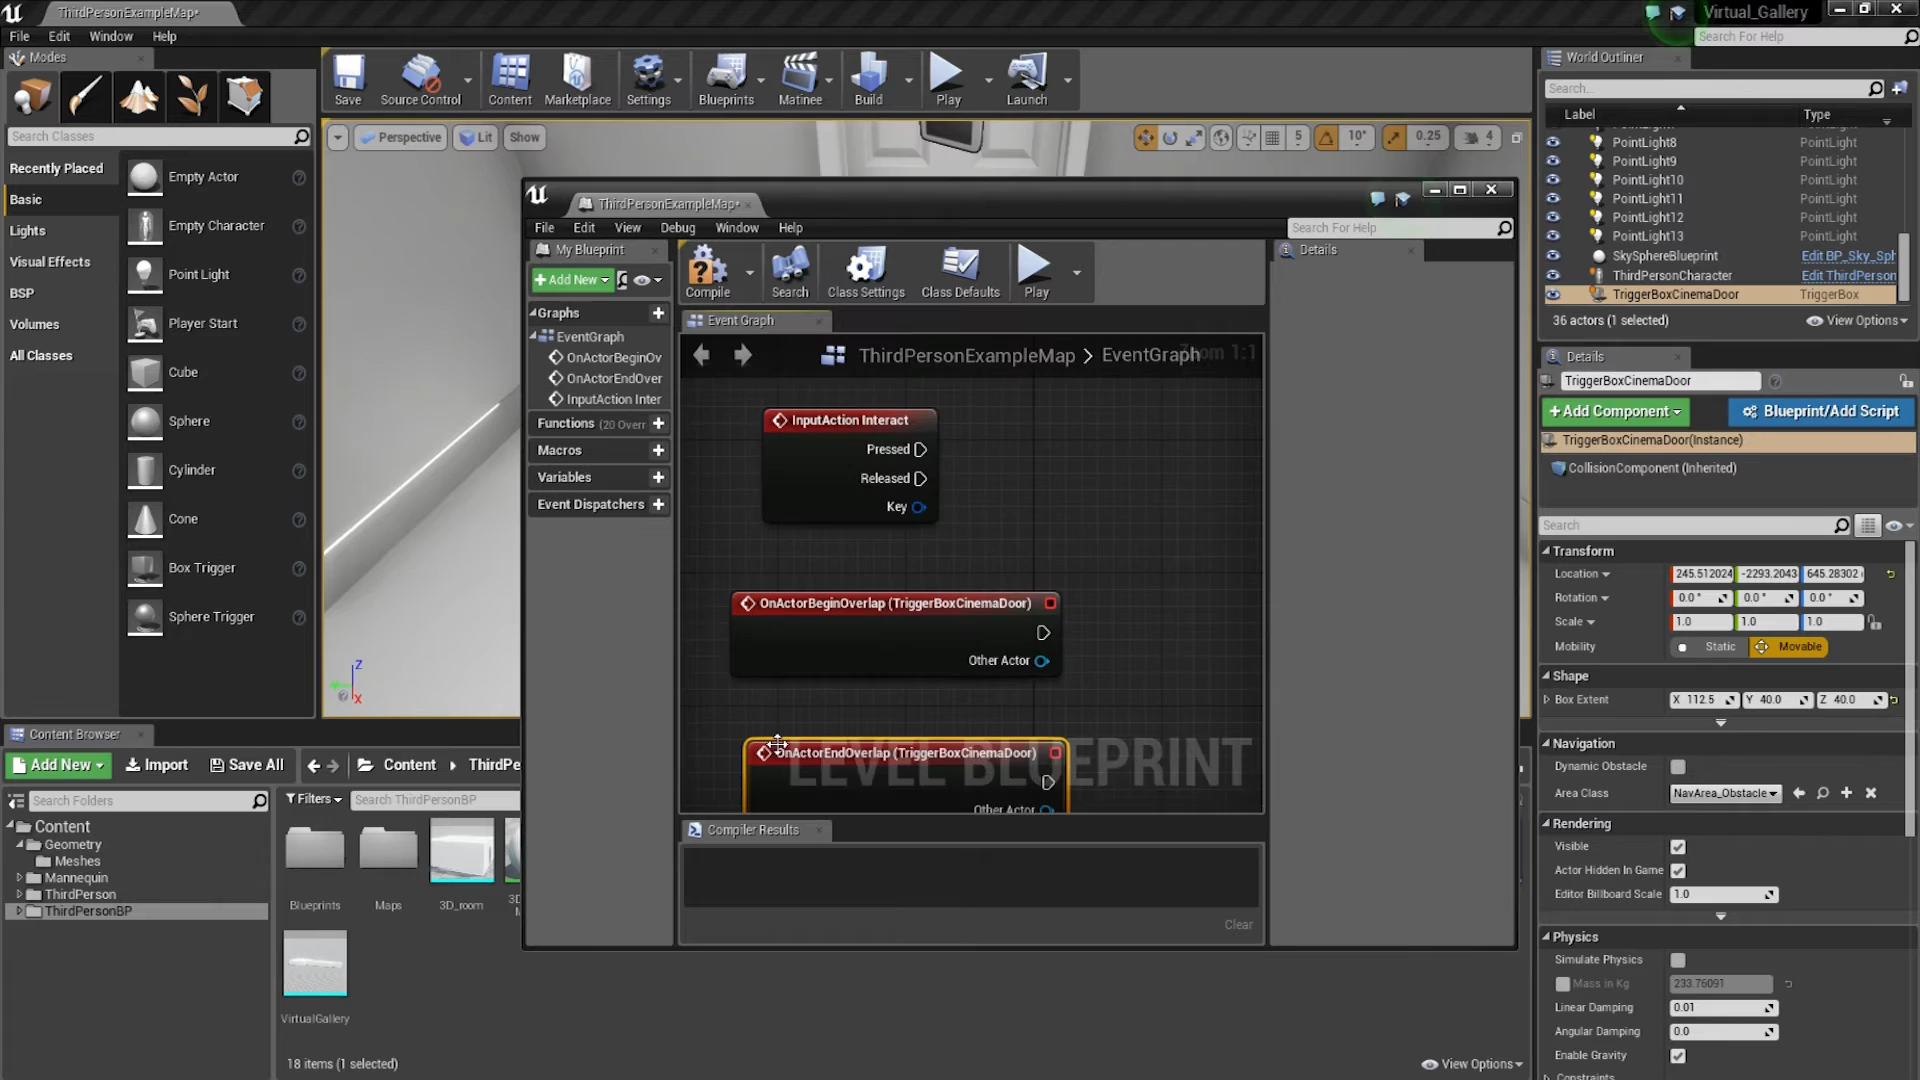 ThirdPersonExampleMap*
Virtual_Gallery
File Edit Window Help
Search For Help
Modes
Search Classes
Recently Placed
Basic
Lights
Visual Effects
BSP
Volumes
All Classes
Empty Actor
Empty Character
Point Light
Player Start
Cube
Sphere
Cylinder
Cone
Box Trigger
Sphere Trigger
Save Source Control Content Marketplace Settings Blueprints Matinee Build Play Launch
Perspective Lit Show
5 10° 0.25 4
ThirdPersonExampleMap*
File Edit View Debug Window Help
Search For Help
My Blueprint
+Add New
Graphs
EventGraph
OnActorBeginOv
OnActorEndOver
InputAction Inter
Functions (20 Overr
Macros
Variables
Event Dispatchers
Compile Search Class Settings Class Defaults Play
Event Graph
ThirdPersonExampleMap > EventGraph
Zoom 1:1
InputAction Interact
Pressed
Released
Key
OnActorBeginOverlap (TriggerBoxCinemaDoor)
Other Actor
OnActorEndOverlap (TriggerBoxCinemaDoor)
Other Actor
LEVEL BLUEPRINT
Compiler Results
Clear
Details
World Outliner
Search...
Label Type
PointLight8 PointLight
PointLight9 PointLight
PointLight10 PointLight
PointLight11 PointLight
PointLight12 PointLight
PointLight13 PointLight
SkySphereBlueprint Edit BP_Sky_Sph
ThirdPersonCharacter Edit ThirdPerson
TriggerBoxCinemaDoor TriggerBox
36 actors (1 selected) View Options
Details
TriggerBoxCinemaDoor
+Add Component Blueprint/Add Script
TriggerBoxCinemaDoor(Instance)
CollisionComponent (Inherited)
Search
Transform
Location 245.512024 -2293.2043 645.28302
Rotation 0.0° 0.0° 0.0°
Scale 1.0 1.0 1.0
Mobility Static Movable
Shape
Box Extent X 112.5 Y 40.0 Z 40.0
Navigation
Dynamic Obstacle
Area Class NavArea_Obstacle
Rendering
Visible
Actor Hidden In Game
Editor Billboard Scale 1.0
Physics
Simulate Physics
Mass in Kg 233.76091
Linear Damping 0.01
Angular Damping 0.0
Enable Gravity
Constraints
Content Browser
Add New Import Save All Content ThirdPe
Search Folders
Filters Search ThirdPersonBP
Content
Geometry
Meshes
Mannequin
ThirdPerson
ThirdPersonBP
Blueprints Maps 3D_room
VirtualGallery
18 items (1 selected) View Options